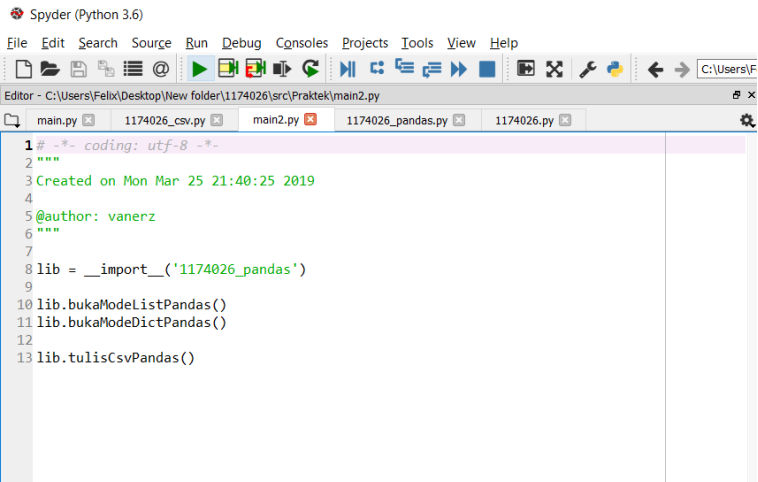 Spyder (Python 3.6)
File Edit Search Source Run Debug Consoles Projects Tools View Help
C:\Users\F
Editor - C:\Users\Felix\Desktop\New folder\1174026\src\Praktek\main2.py
main.py 1174026_csv.py main2.py 1174026_pandas.py 1174026.py
1 # -*- coding: utf-8 -*-
2 """
3 Created on Mon Mar 25 21:40:25 2019
4
5 @author: vanerz
6 """
7
8 lib = __import__('1174026_pandas')
9
10 lib.bukaModeListPandas()
11 lib.bukaModeDictPandas()
12
13 lib.tulisCsvPandas()